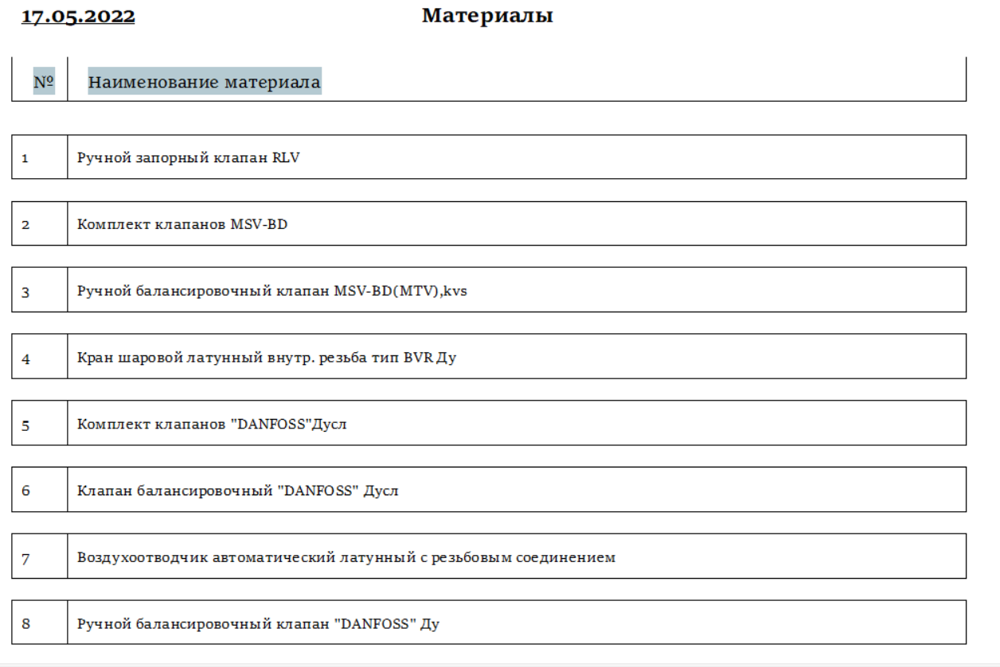 17.05.2022 Материалы
№ Наименование материала
1 Ручной запорный клапан RLV
2 Комплект клапанов MSV-BD
3 Ручной балансировочный клапан MSV-BD(MTV),kvs
4 Кран шаровой латунный внутр. резьба тип BVR Ду
5 Комплект клапанов "DANFOSS"Дусл
6 Клапан балансировочный "DANFOSS" Дусл
7 Воздухоотводчик автоматический латунный с резьбовым соединением
8 Ручной балансировочный клапан "DANFOSS" Ду